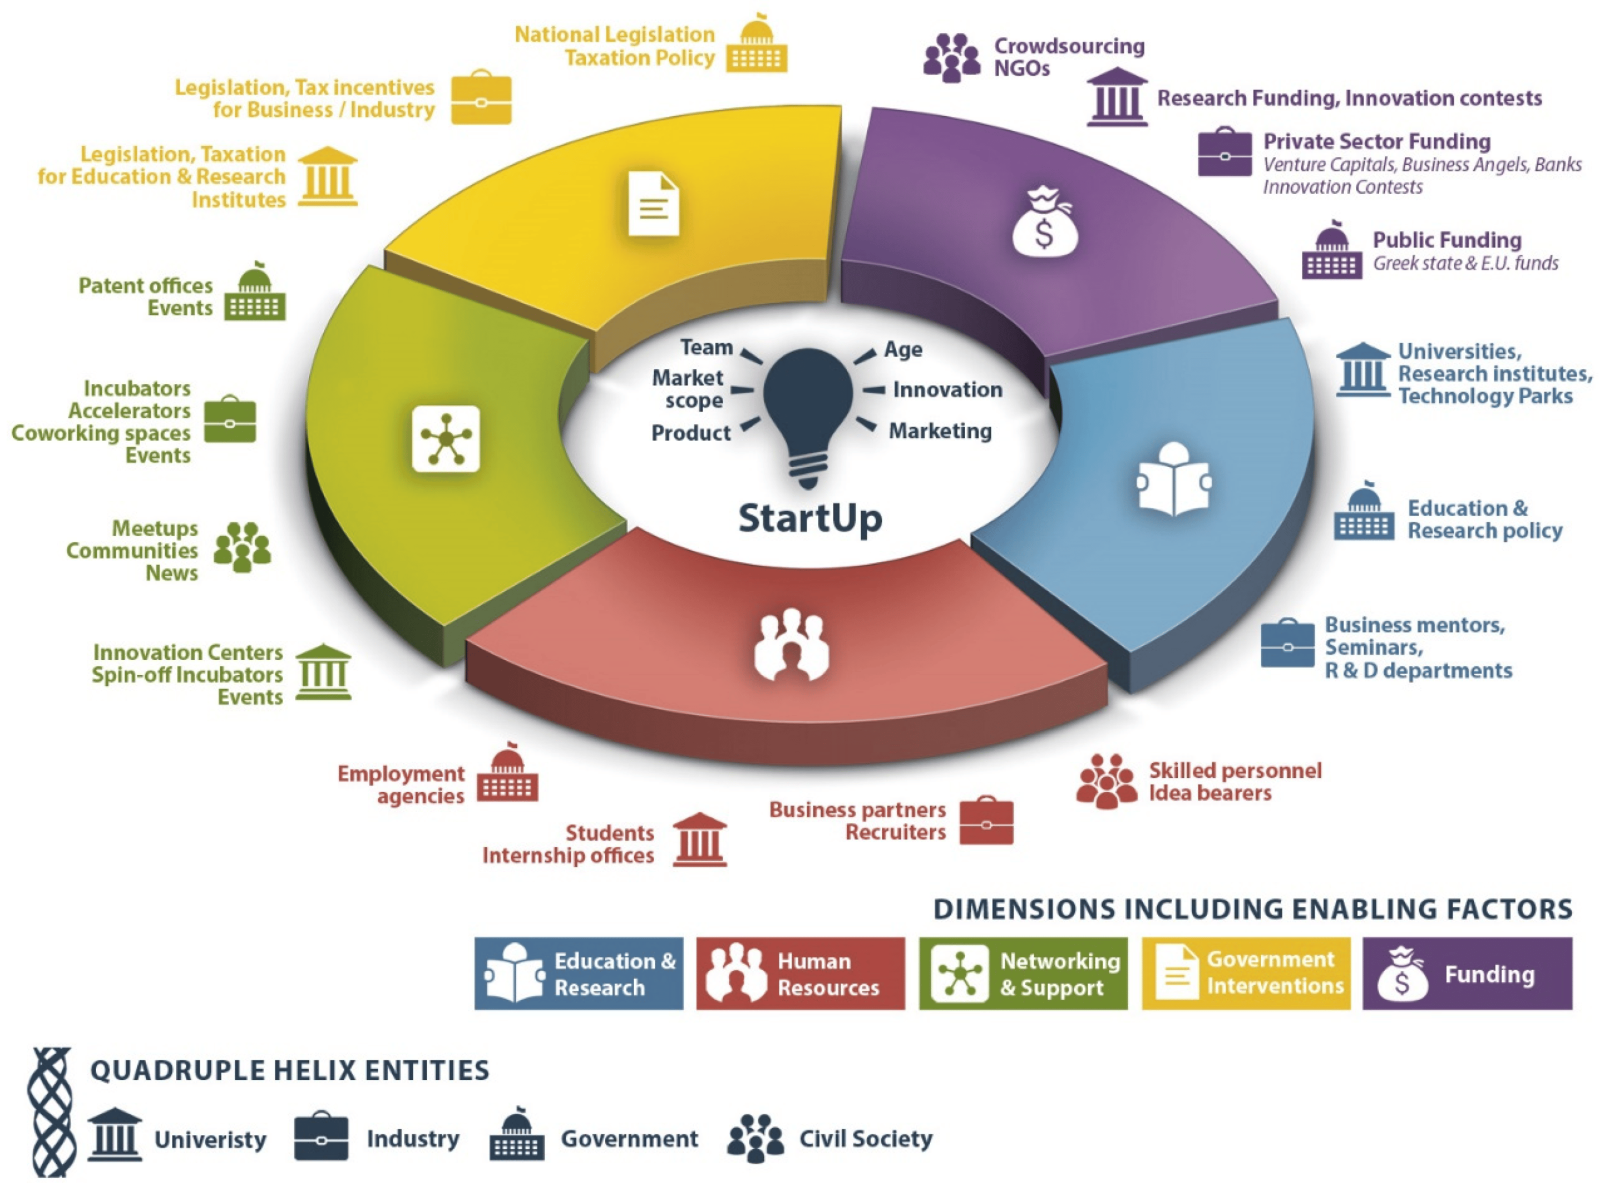 National Legislation
Taxation Policy
Legislation, Tax incentives
for Business / Industry
Legislation, Taxation
for Education & Research
Institutes
Crowdsourcing
NGOs
Research Funding, Innovation contests
Private Sector Funding
Venture Capitals, Business Angels, Banks
Innovation Contests
Public Funding
Greek state & E.U. funds
Patent offices
Events
Incubators
Accelerators
Coworking spaces
Events
Meetups
Communities
News
Innovation Centers
Spin-off Incubators
Events
$
Team
Market
scope
Product
Age
Innovation
Marketing
StartUp
Universities,
Research institutes,
Technology Parks
Education &
Research policy
Business mentors,
Seminars,
R & D departments
Employment
agencies
Students
Internship offices
Business partners
Recruiters
Skilled personnel
Idea bearers
DIMENSIONS INCLUDING ENABLING FACTORS
Education &
Research
Human
Resources
Networking
& Support
Government
Interventions
$
Funding
QUADRUPLE HELIX ENTITIES
Univeristy
Industry
Government
Civil Society